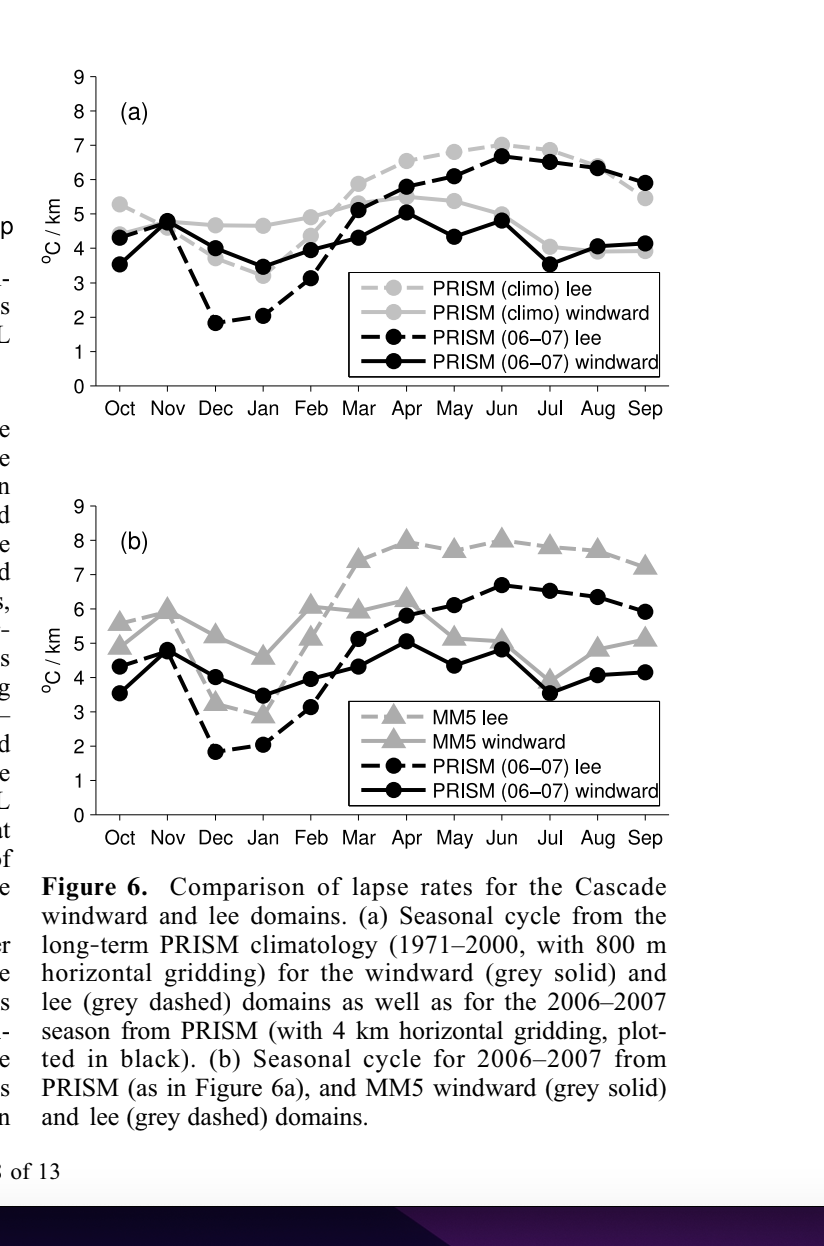 9
8
(a)
7
6
5
p
4
3
2
1
0
ºC / km
PRISM (climo) lee
PRISM (climo) windward
PRISM (06–07) lee
PRISM (06–07) windward
Oct Nov Dec Jan Feb Mar Apr May Jun Jul Aug Sep
9
8
(b)
7
6
5
4
3
2
1
0
ºC / km
MM5 lee
MM5 windward
PRISM (06–07) lee
PRISM (06–07) windward
Oct Nov Dec Jan Feb Mar Apr May Jun Jul Aug Sep
Figure 6. Comparison of lapse rates for the Cascade
windward and lee domains. (a) Seasonal cycle from the
long-term PRISM climatology (1971–2000, with 800 m
horizontal gridding) for the windward (grey solid) and
lee (grey dashed) domains as well as for the 2006–2007
season from PRISM (with 4 km horizontal gridding, plot-
ted in black). (b) Seasonal cycle for 2006–2007 from
PRISM (as in Figure 6a), and MM5 windward (grey solid)
and lee (grey dashed) domains.
of 13